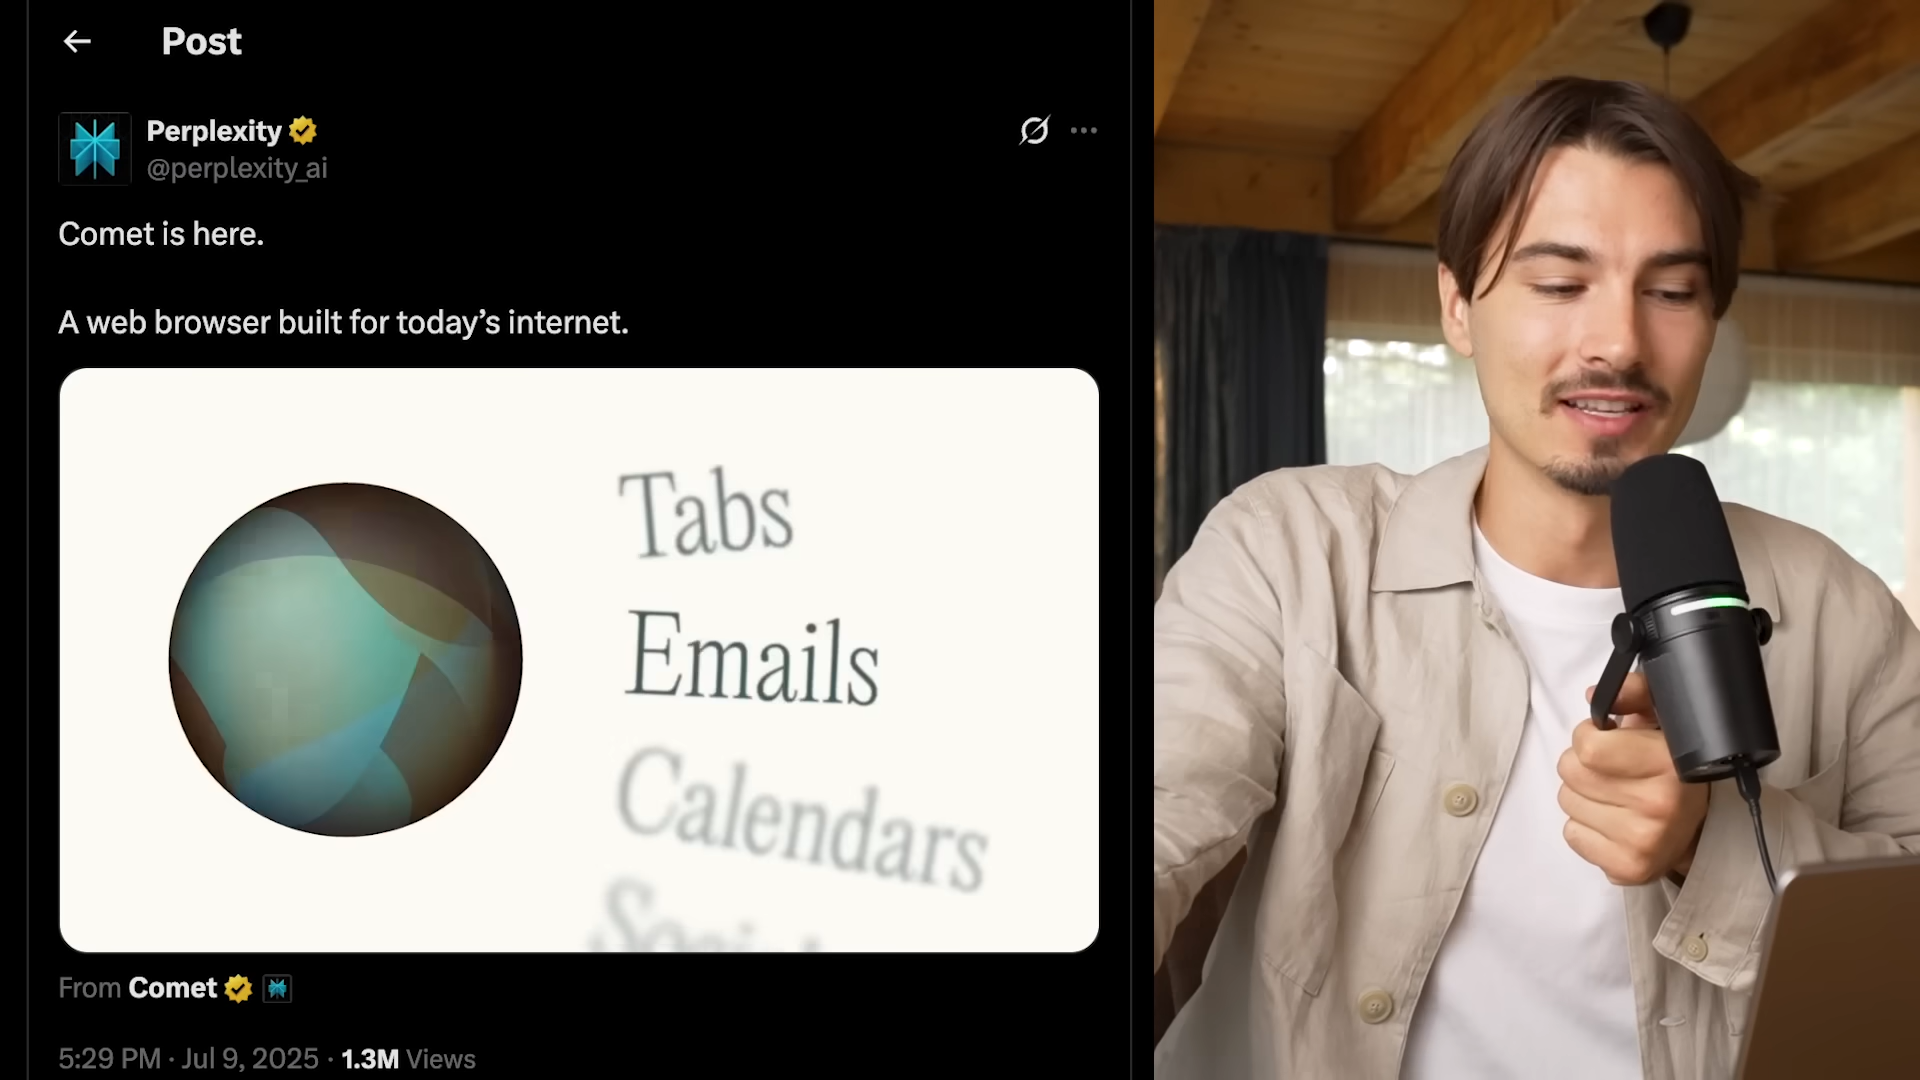 Post
Perplexity
@perplexity_ai
Comet is here.
A web browser built for today’s internet.
Tabs
Emails
Calendars
From Comet
5:29 PM · Jul 9, 2025 · 1.3M Views